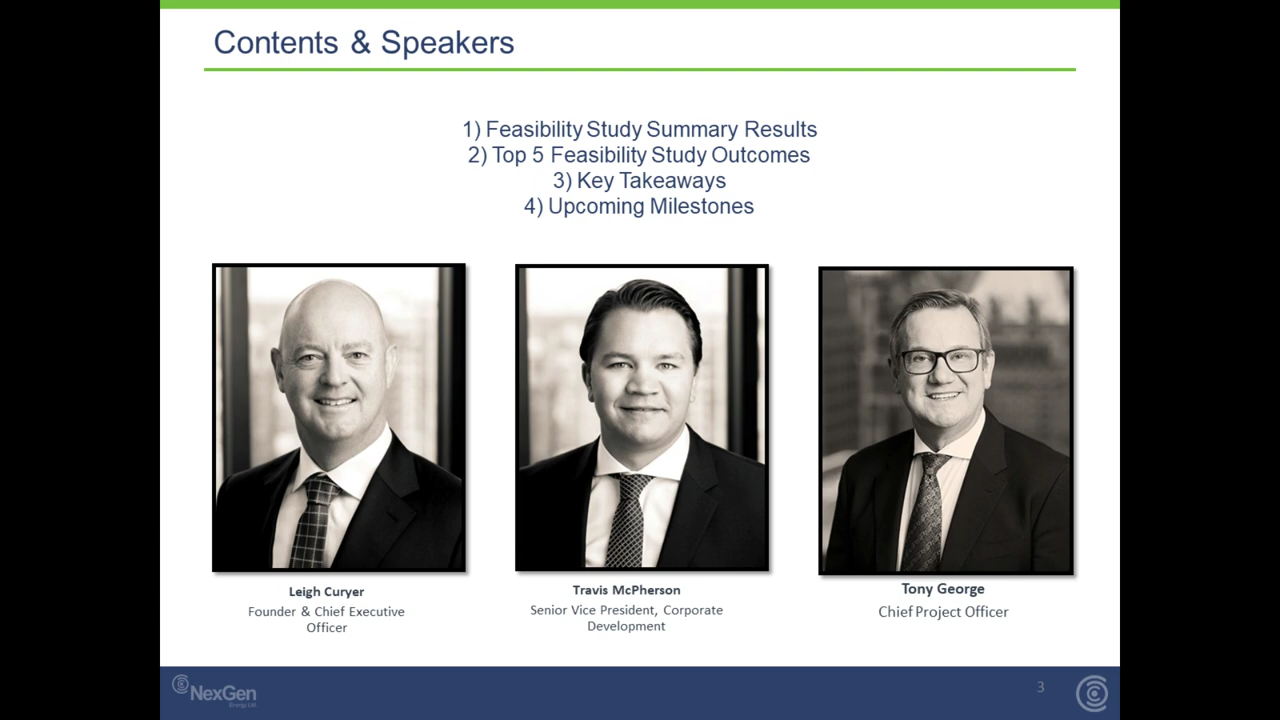 Contents & Speakers
1) Feasibility Study Summary Results
2) Top 5 Feasibility Study Outcomes
3) Key Takeaways
4) Upcoming Milestones
Leigh Curyer
Founder & Chief Executive
Officer
Travis McPherson
Senior Vice President, Corporate
Development
Tony George
Chief Project Officer
NexGen
Energy Ltd
3